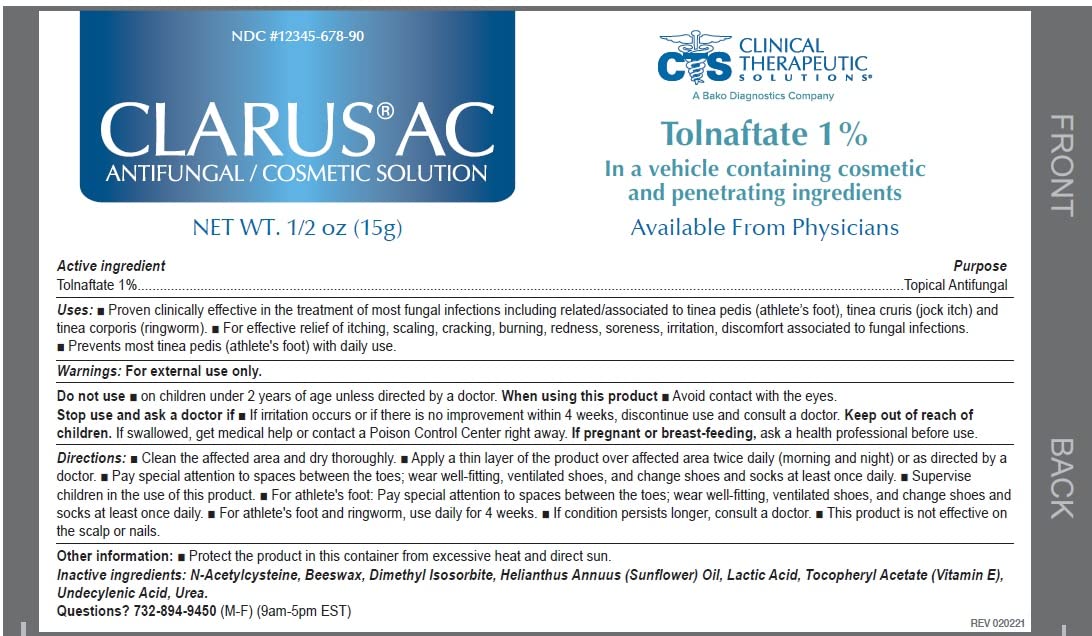 NDC #12345-678-90
CLARUS® AC
ANTIFUNGAL / COSMETIC SOLUTION
NET WT. 1/2 oz (15g)
CTS CLINICAL
THERAPEUTIC
SOLUTIONS®
A Bako Diagnostics Company
Tolnaftate 1%
In a vehicle containing cosmetic
and penetrating ingredients
Available From Physicians
FRONT
Active ingredient Purpose
Tolnaftate 1%...Topical Antifungal
Uses: ■ Proven clinically effective in the treatment of most fungal infections including related/associated to tinea pedis (athlete’s foot), tinea cruris (jock itch) and
tinea corporis (ringworm). ■ For effective relief of itching, scaling, cracking, burning, redness, soreness, irritation, discomfort associated to fungal infections.
■ Prevents most tinea pedis (athlete's foot) with daily use.
Warnings: For external use only.
Do not use ■ on children under 2 years of age unless directed by a doctor. When using this product ■ Avoid contact with the eyes.
Stop use and ask a doctor if ■ If irritation occurs or if there is no improvement within 4 weeks, discontinue use and consult a doctor. Keep out of reach of
children. If swallowed, get medical help or contact a Poison Control Center right away. If pregnant or breast-feeding, ask a health professional before use.
Directions: ■ Clean the affected area and dry thoroughly. ■ Apply a thin layer of the product over affected area twice daily (morning and night) or as directed by a
doctor. ■ Pay special attention to spaces between the toes; wear well-fitting, ventilated shoes, and change shoes and socks at least once daily. ■ Supervise
children in the use of this product. ■ For athlete's foot: Pay special attention to spaces between the toes; wear well-fitting, ventilated shoes, and change shoes and
socks at least once daily. ■ For athlete's foot and ringworm, use daily for 4 weeks. ■ If condition persists longer, consult a doctor. ■ This product is not effective on
the scalp or nails.
Other information: ■ Protect the product in this container from excessive heat and direct sun.
Inactive ingredients: N-Acetylcysteine, Beeswax, Dimethyl Isosorbite, Helianthus Annuus (Sunflower) Oil, Lactic Acid, Tocopheryl Acetate (Vitamin E),
Undecylenic Acid, Urea.
Questions? 732-894-9450 (M-F) (9am-5pm EST)
REV 020221
BACK